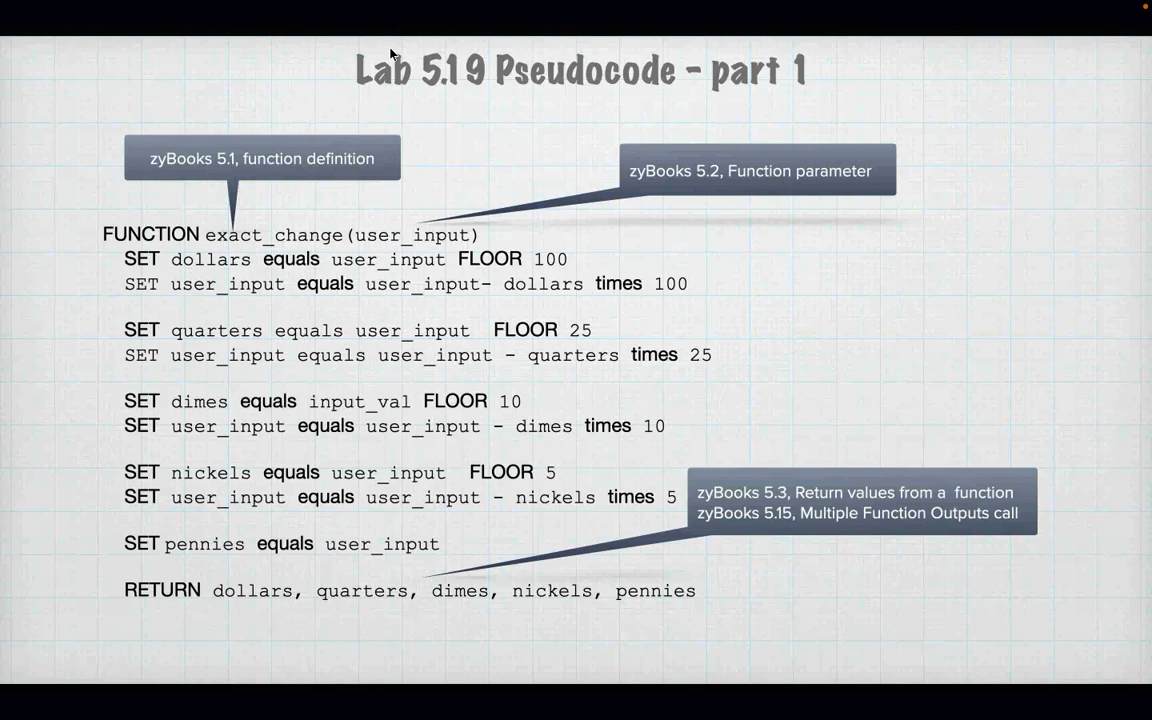 Lab 5.19 Pseudocode - part 1
zyBooks 5.1, function definition
zyBooks 5.2, Function parameter
FUNCTION exact_change(user_input)
SET dollars equals user_input FLOOR 100
SET user_input equals user_input- dollars times 100
SET quarters equals user_input FLOOR 25
SET user_input equals user_input - quarters times 25
SET dimes equals input_val FLOOR 10
SET user_input equals user_input - dimes times 10
SET nickels equals user_input FLOOR 5
SET user_input equals user_input - nickels times 5
zyBooks 5.3, Return values from a function
zyBooks 5.15, Multiple Function Outputs call
SET pennies equals user_input
RETURN dollars, quarters, dimes, nickels, pennies